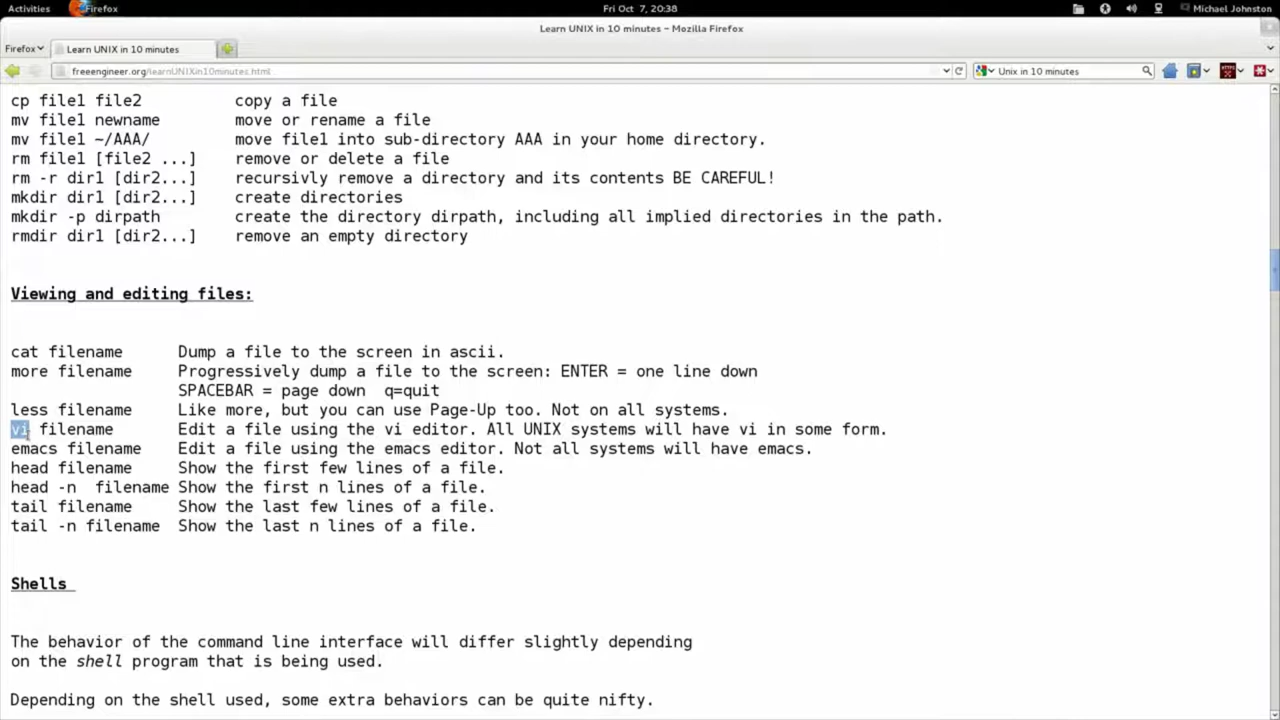 Activities Firefox Fri Oct 7, 20:38 Michael Johnston
Learn UNIX in 10 minutes – Mozilla Firefox
Firefox Learn UNIX in 10 minutes
freeengineer.org/learnUNIXin10minutes.html Unix in 10 minutes
cp file1 file2 copy a file
mv file1 newname move or rename a file
mv file1 ~/AAA/ move file1 into sub-directory AAA in your home directory.
rm file1 [file2 ...] remove or delete a file
rm -r dir1 [dir2...] recursivly remove a directory and its contents BE CAREFUL!
mkdir dir1 [dir2...] create directories
mkdir -p dirpath create the directory dirpath, including all implied directories in the path.
rmdir dir1 [dir2...] remove an empty directory
Viewing and editing files:
cat filename Dump a file to the screen in ascii.
more filename Progressively dump a file to the screen: ENTER = one line down
SPACEBAR = page down q=quit
less filename Like more, but you can use Page-Up too. Not on all systems.
vi filename Edit a file using the vi editor. All UNIX systems will have vi in some form.
emacs filename Edit a file using the emacs editor. Not all systems will have emacs.
head filename Show the first few lines of a file.
head -n filename Show the first n lines of a file.
tail filename Show the last few lines of a file.
tail -n filename Show the last n lines of a file.
Shells
The behavior of the command line interface will differ slightly depending
on the shell program that is being used.
Depending on the shell used, some extra behaviors can be quite nifty.